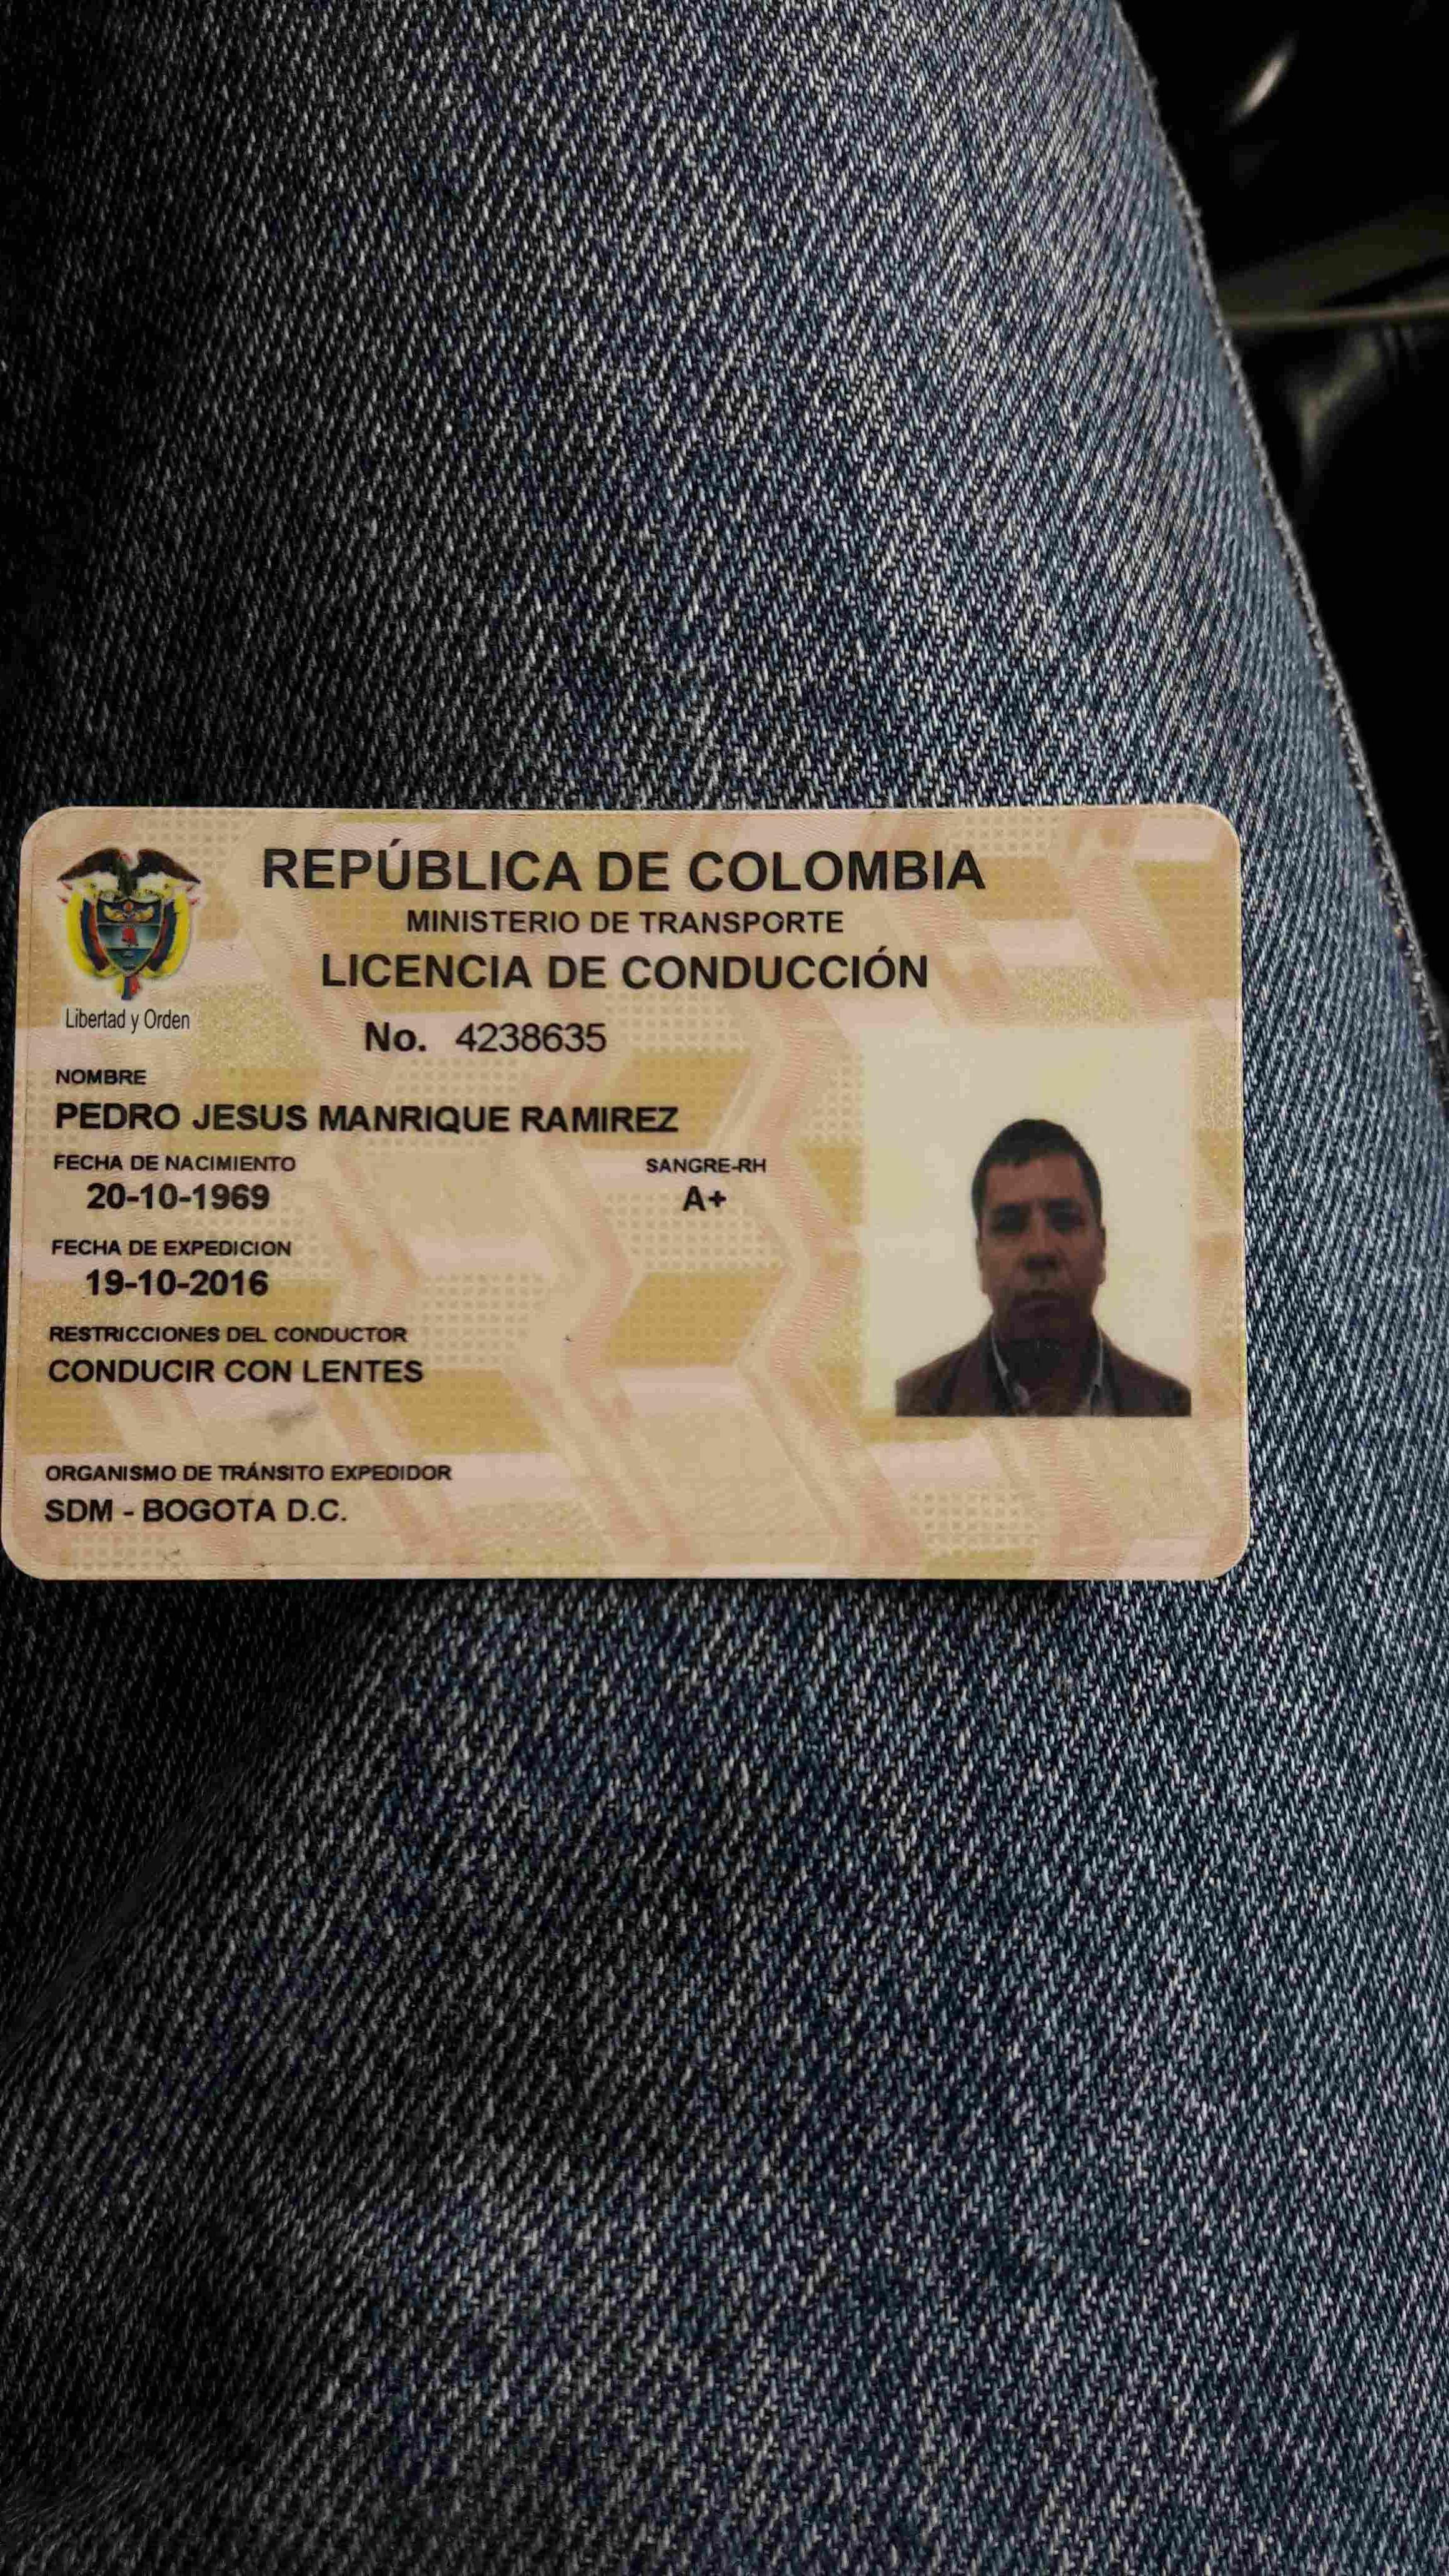 REPÚBLICA DE COLOMBIA
MINISTERIO DE TRANSPORTE
LICENCIA DE CONDUCCIÓN
Libertad y Orden
No. 4238635
NOMBRE
PEDRO JESUS MANRIQUE RAMIREZ
FECHA DE NACIMIENTO SANGRE-RH
20-10-1969 A+
FECHA DE EXPEDICION
19-10-2016
RESTRICCIONES DEL CONDUCTOR
CONDUCIR CON LENTES
ORGANISMO DE TRÁNSITO EXPEDIDOR
SDM - BOGOTA D.C.